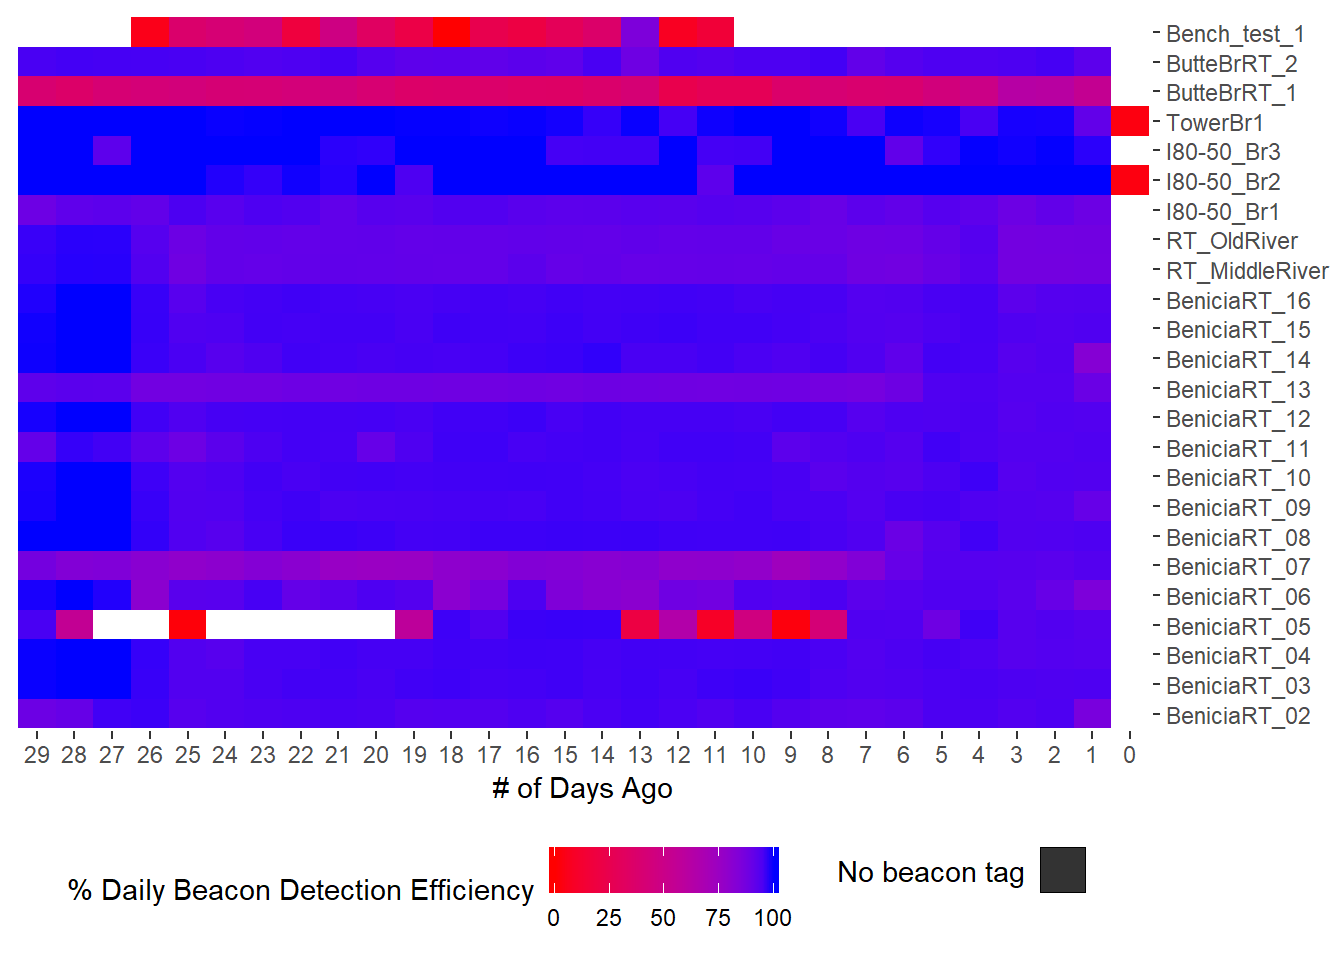 Bench_test_1
ButteBrRT_2
ButteBrRT_1
TowerBr1
I80-50_Br3
I80-50_Br2
I80-50_Br1
RT_OldRiver
RT_MiddleRiver
BeniciaRT_16
BeniciaRT_15
BeniciaRT_14
BeniciaRT_13
BeniciaRT_12
BeniciaRT_11
BeniciaRT_10
BeniciaRT_09
BeniciaRT_08
BeniciaRT_07
BeniciaRT_06
BeniciaRT_05
BeniciaRT_04
BeniciaRT_03
BeniciaRT_02
29 28 27 26 25 24 23 22 21 20 19 18 17 16 15 14 13 12 11 10 9 8 7 6 5 4 3 2 1 0
# of Days Ago
% Daily Beacon Detection Efficiency
0 25 50 75 100
No beacon tag